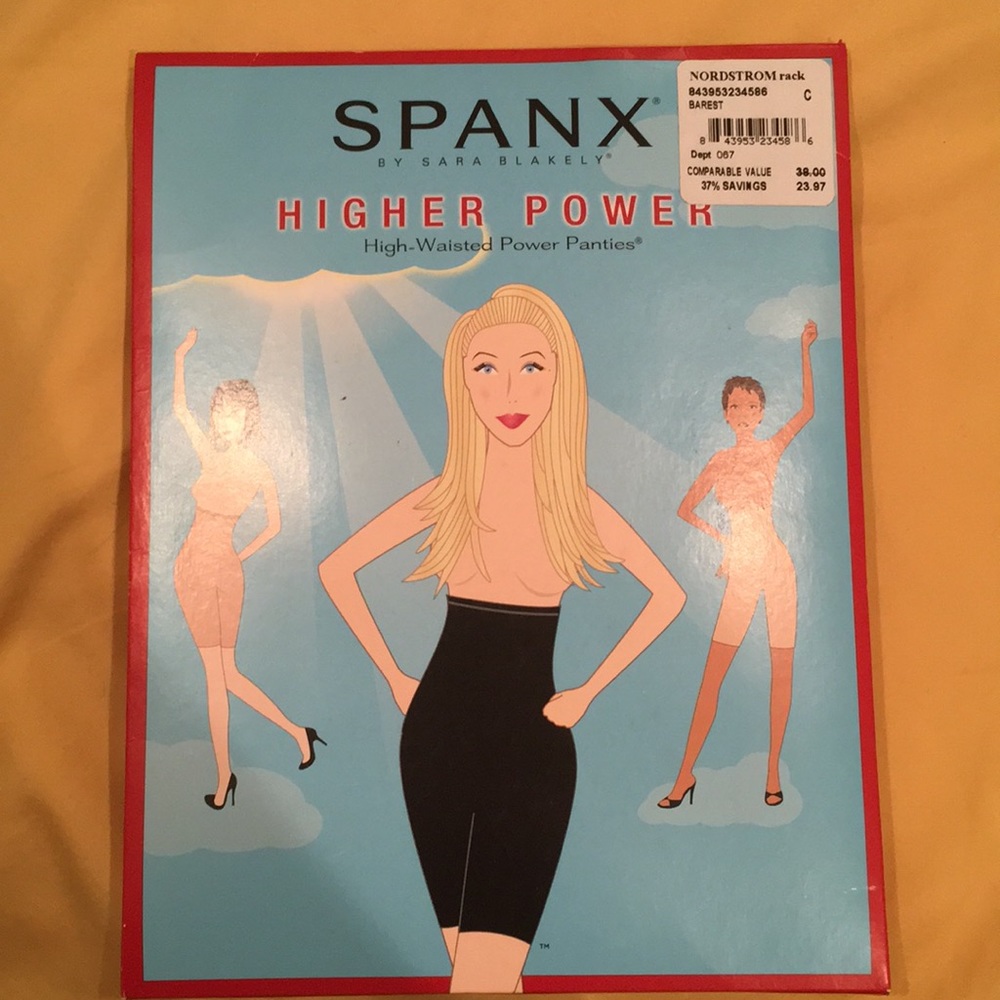 SPANX®
BY SARA BLAKELY®
HIGHER POWER
High-Waisted Power Panties®
NORDSTROM rack
843953234586 C
BAREST
8 43953 23458 6
Dept 067
COMPARABLE VALUE 38.00
37% SAVINGS 23.97
™